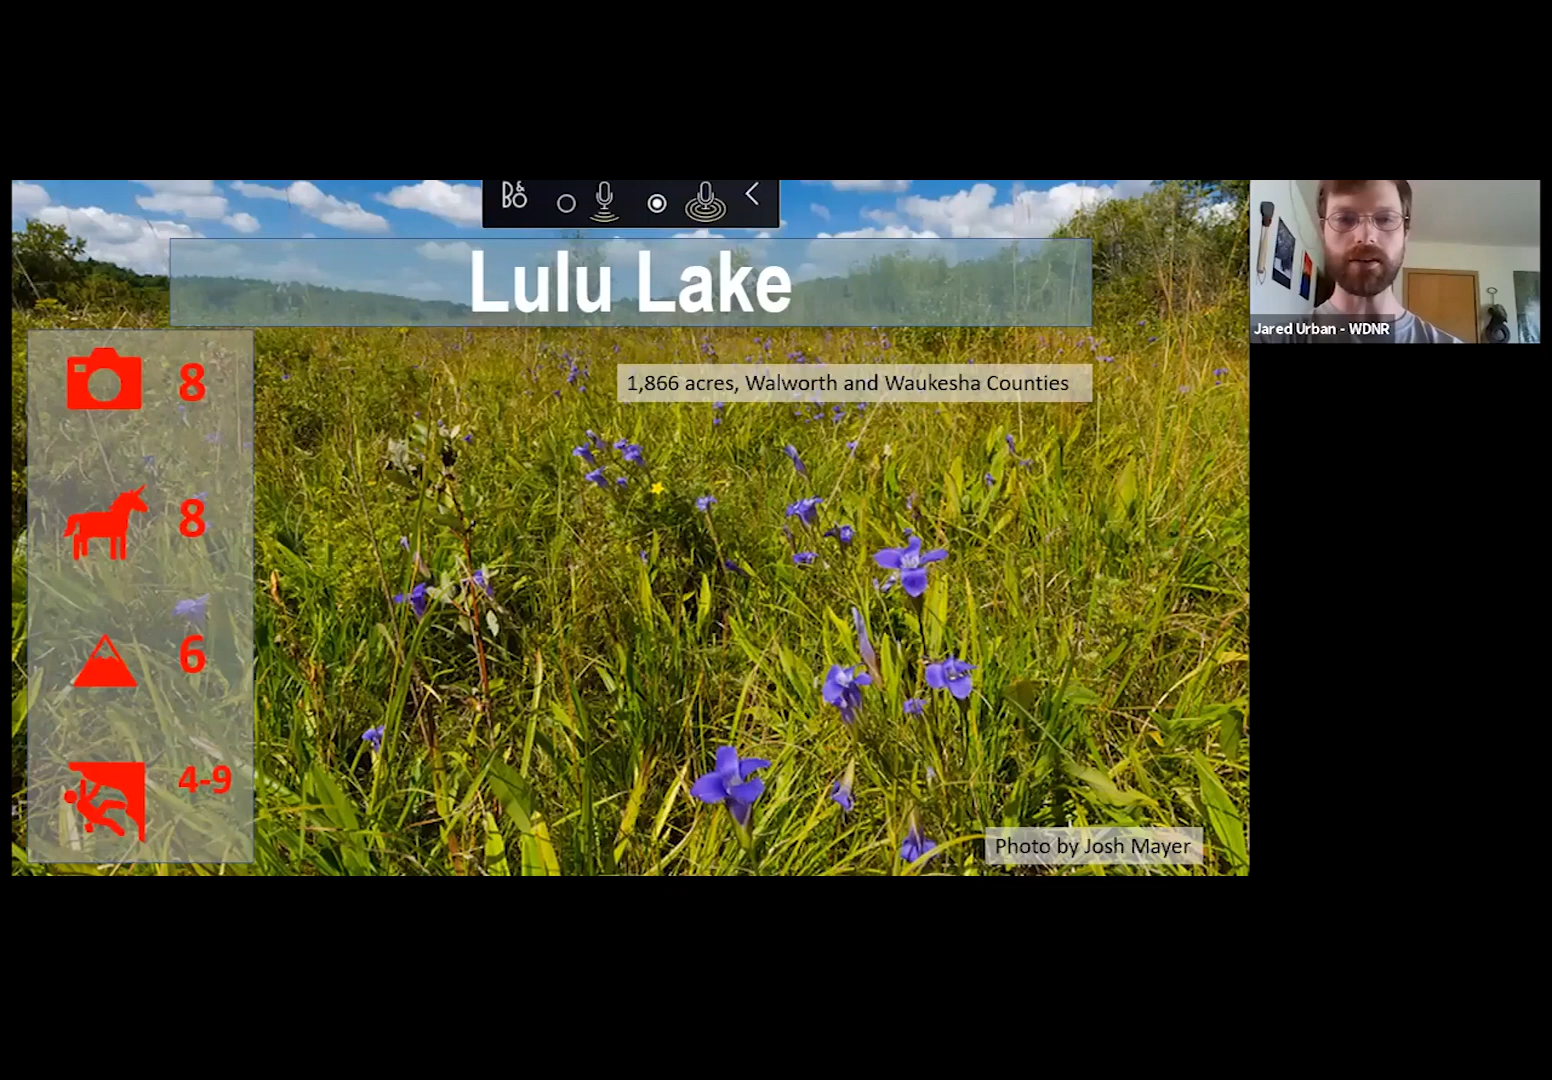 B&O
Lulu Lake
1,866 acres, Walworth and Waukesha Counties
8
8
6
4-9
Photo by Josh Mayer
Jared Urban - WDNR